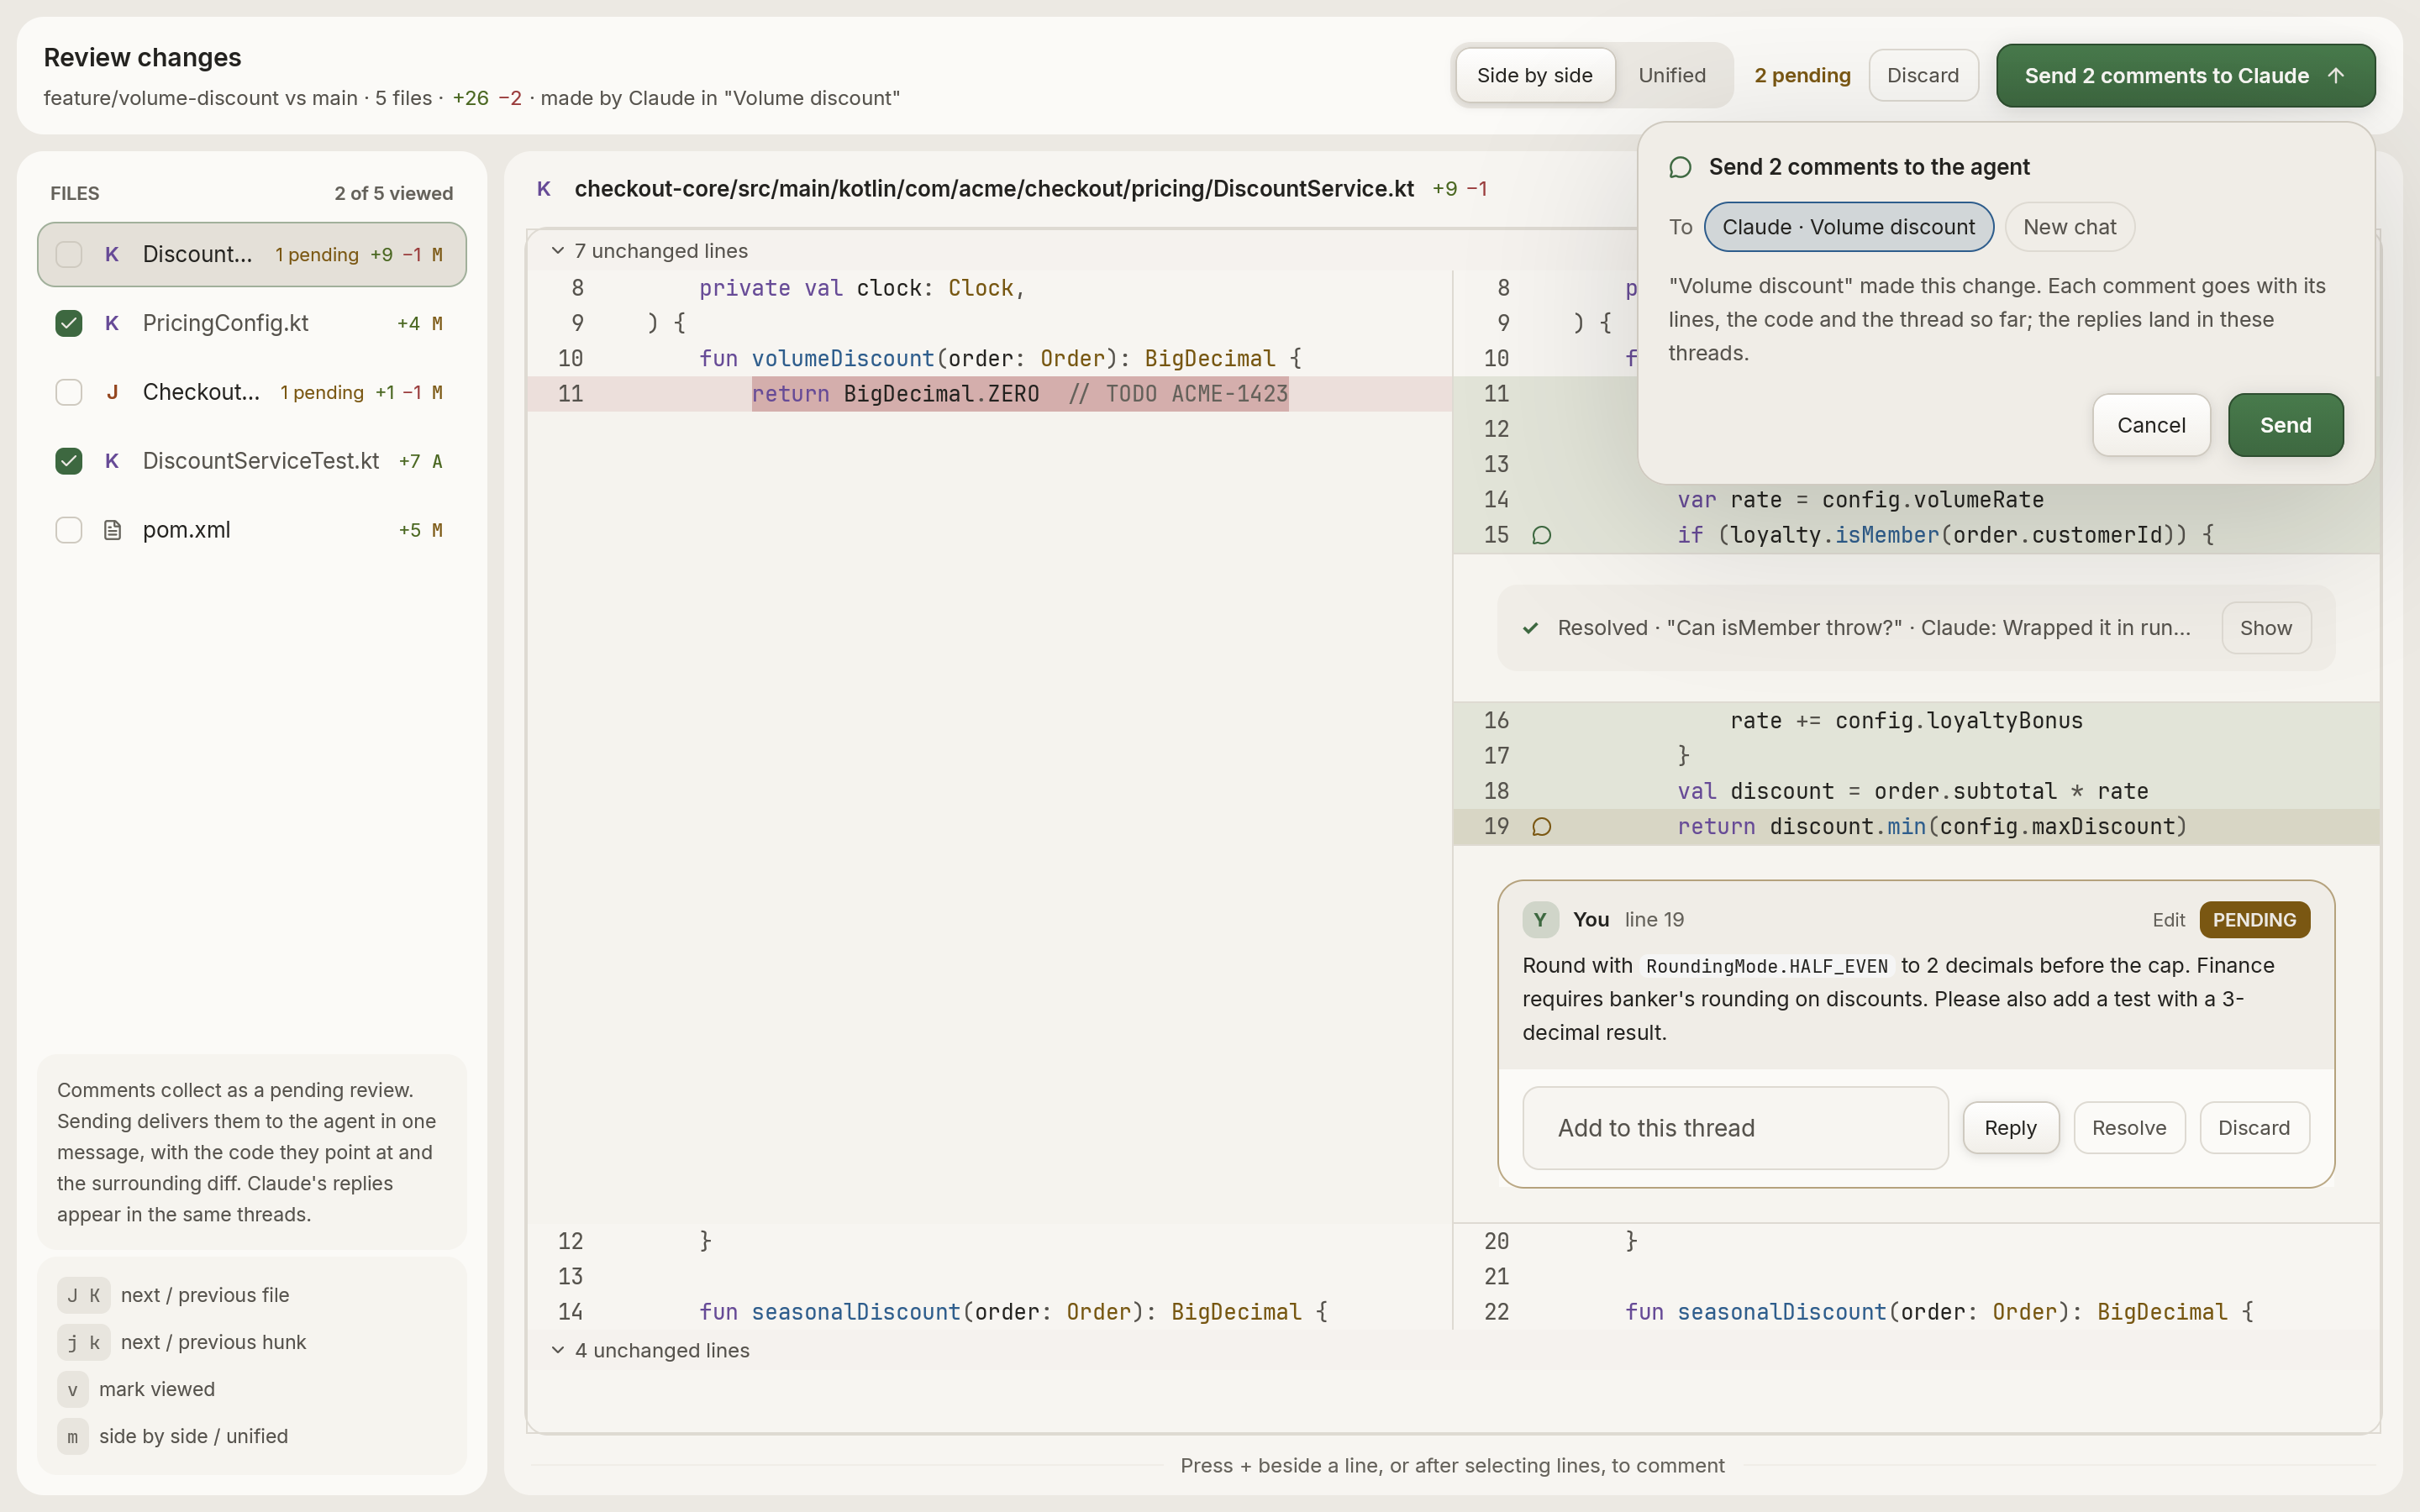 Review changes
feature/volume-discount vs main · 5 files · +26 −2 · made by Claude in "Volume discount"
Side by side
Unified
2 pending
Discard
Send 2 comments to Claude
FILES
2 of 5 viewed
K Discount... 1 pending +9 −1 M
K PricingConfig.kt +4 M
J Checkout... 1 pending +1 −1 M
K DiscountServiceTest.kt +7 A
pom.xml +5 M
Comments collect as a pending review.
Sending delivers them to the agent in one
message, with the code they point at and
the surrounding diff. Claude's replies
appear in the same threads.
J K next / previous file
j k next / previous hunk
v mark viewed
m side by side / unified
K checkout-core/src/main/kotlin/com/acme/checkout/pricing/DiscountService.kt +9 −1
7 unchanged lines
8 private val clock: Clock,
9 ) {
10 fun volumeDiscount(order: Order): BigDecimal {
11 return BigDecimal.ZERO // TODO ACME-1423
12 }
13
14 fun seasonalDiscount(order: Order): BigDecimal {
4 unchanged lines
8 p
9 ) {
10 f
11
12
13
14 var rate = config.volumeRate
15 if (loyalty.isMember(order.customerId)) {
Resolved · "Can isMember throw?" · Claude: Wrapped it in run...
Show
16 rate += config.loyaltyBonus
17 }
18 val discount = order.subtotal * rate
19 return discount.min(config.maxDiscount)
Y You line 19
Edit
PENDING
Round with RoundingMode.HALF_EVEN to 2 decimals before the cap. Finance
requires banker's rounding on discounts. Please also add a test with a 3-
decimal result.
Add to this thread
Reply
Resolve
Discard
20 }
21
22 fun seasonalDiscount(order: Order): BigDecimal {
Send 2 comments to the agent
To
Claude · Volume discount
New chat
"Volume discount" made this change. Each comment goes with its
lines, the code and the thread so far; the replies land in these
threads.
Cancel
Send
Press + beside a line, or after selecting lines, to comment